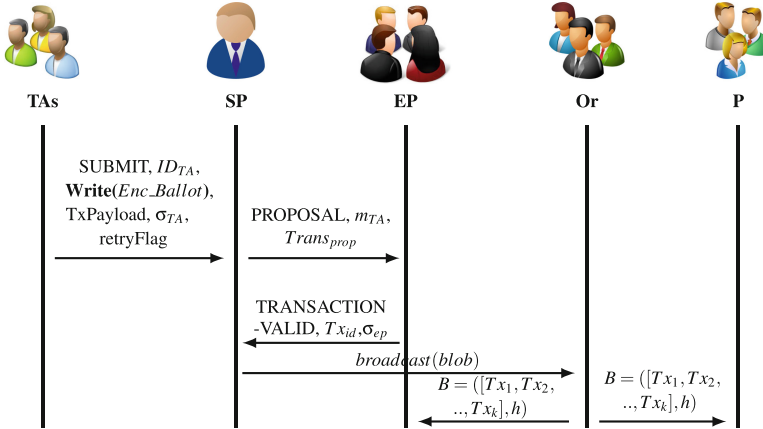 TAs SP EP Or P
SUBMIT, ID_TA,
Write(Enc_Ballot),
TxPayload, σ_TA,
retryFlag
PROPOSAL, m_TA,
Trans_prop
TRANSACTION
-VALID, Tx_id,σ_ep
broadcast(blob)
B = ([Tx_1, Tx_2,
.., Tx_k], h)
B = ([Tx_1, Tx_2,
.., Tx_k], h)